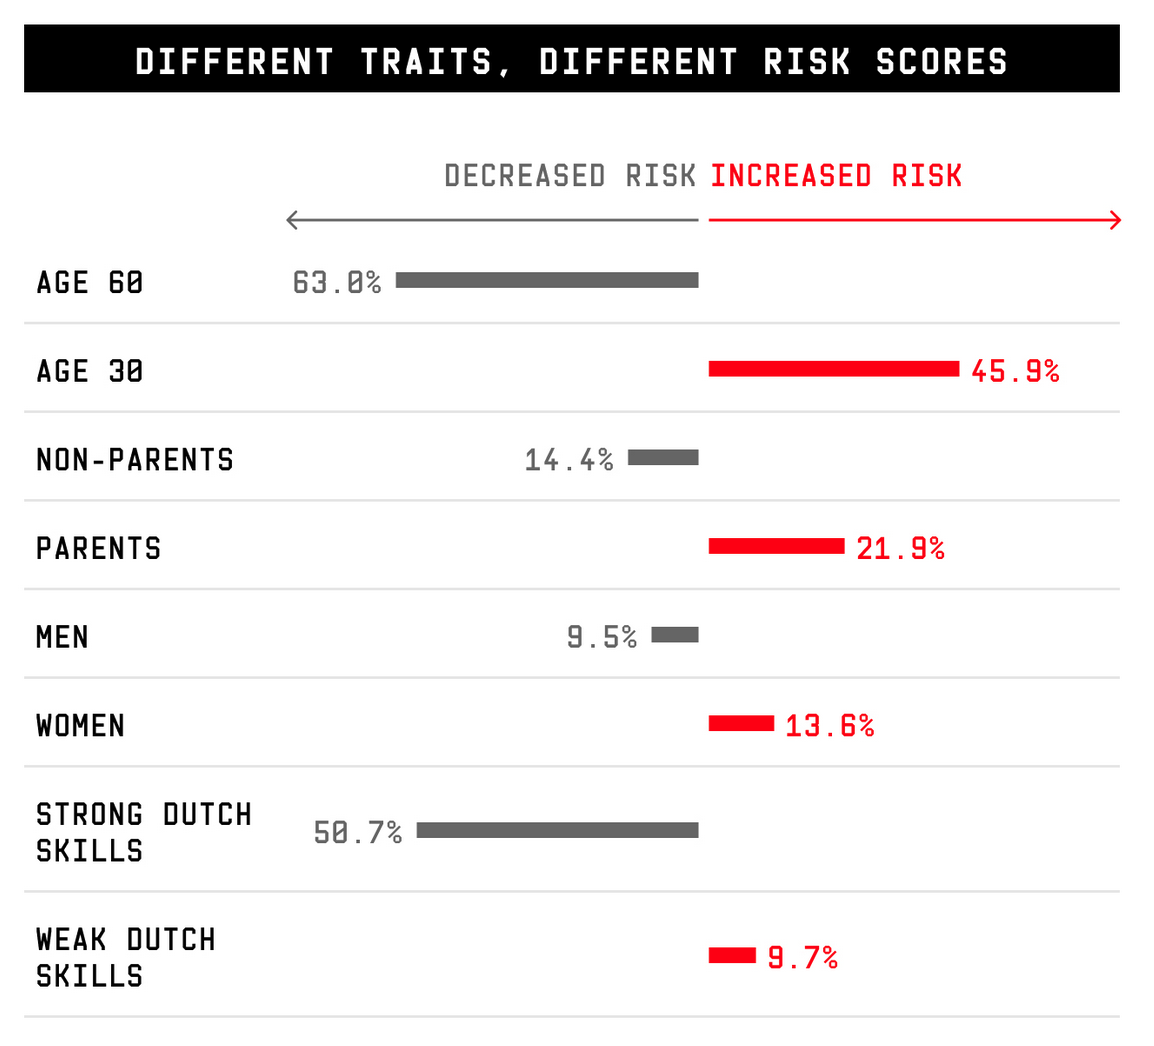 DIFFERENT TRAITS, DIFFERENT RISK SCORES
DECREASED RISK INCREASED RISK
AGE 60 63.0%
AGE 30 45.9%
NON-PARENTS 14.4%
PARENTS 21.9%
MEN 9.5%
WOMEN 13.6%
STRONG DUTCH
SKILLS 50.7%
WEAK DUTCH
SKILLS 9.7%